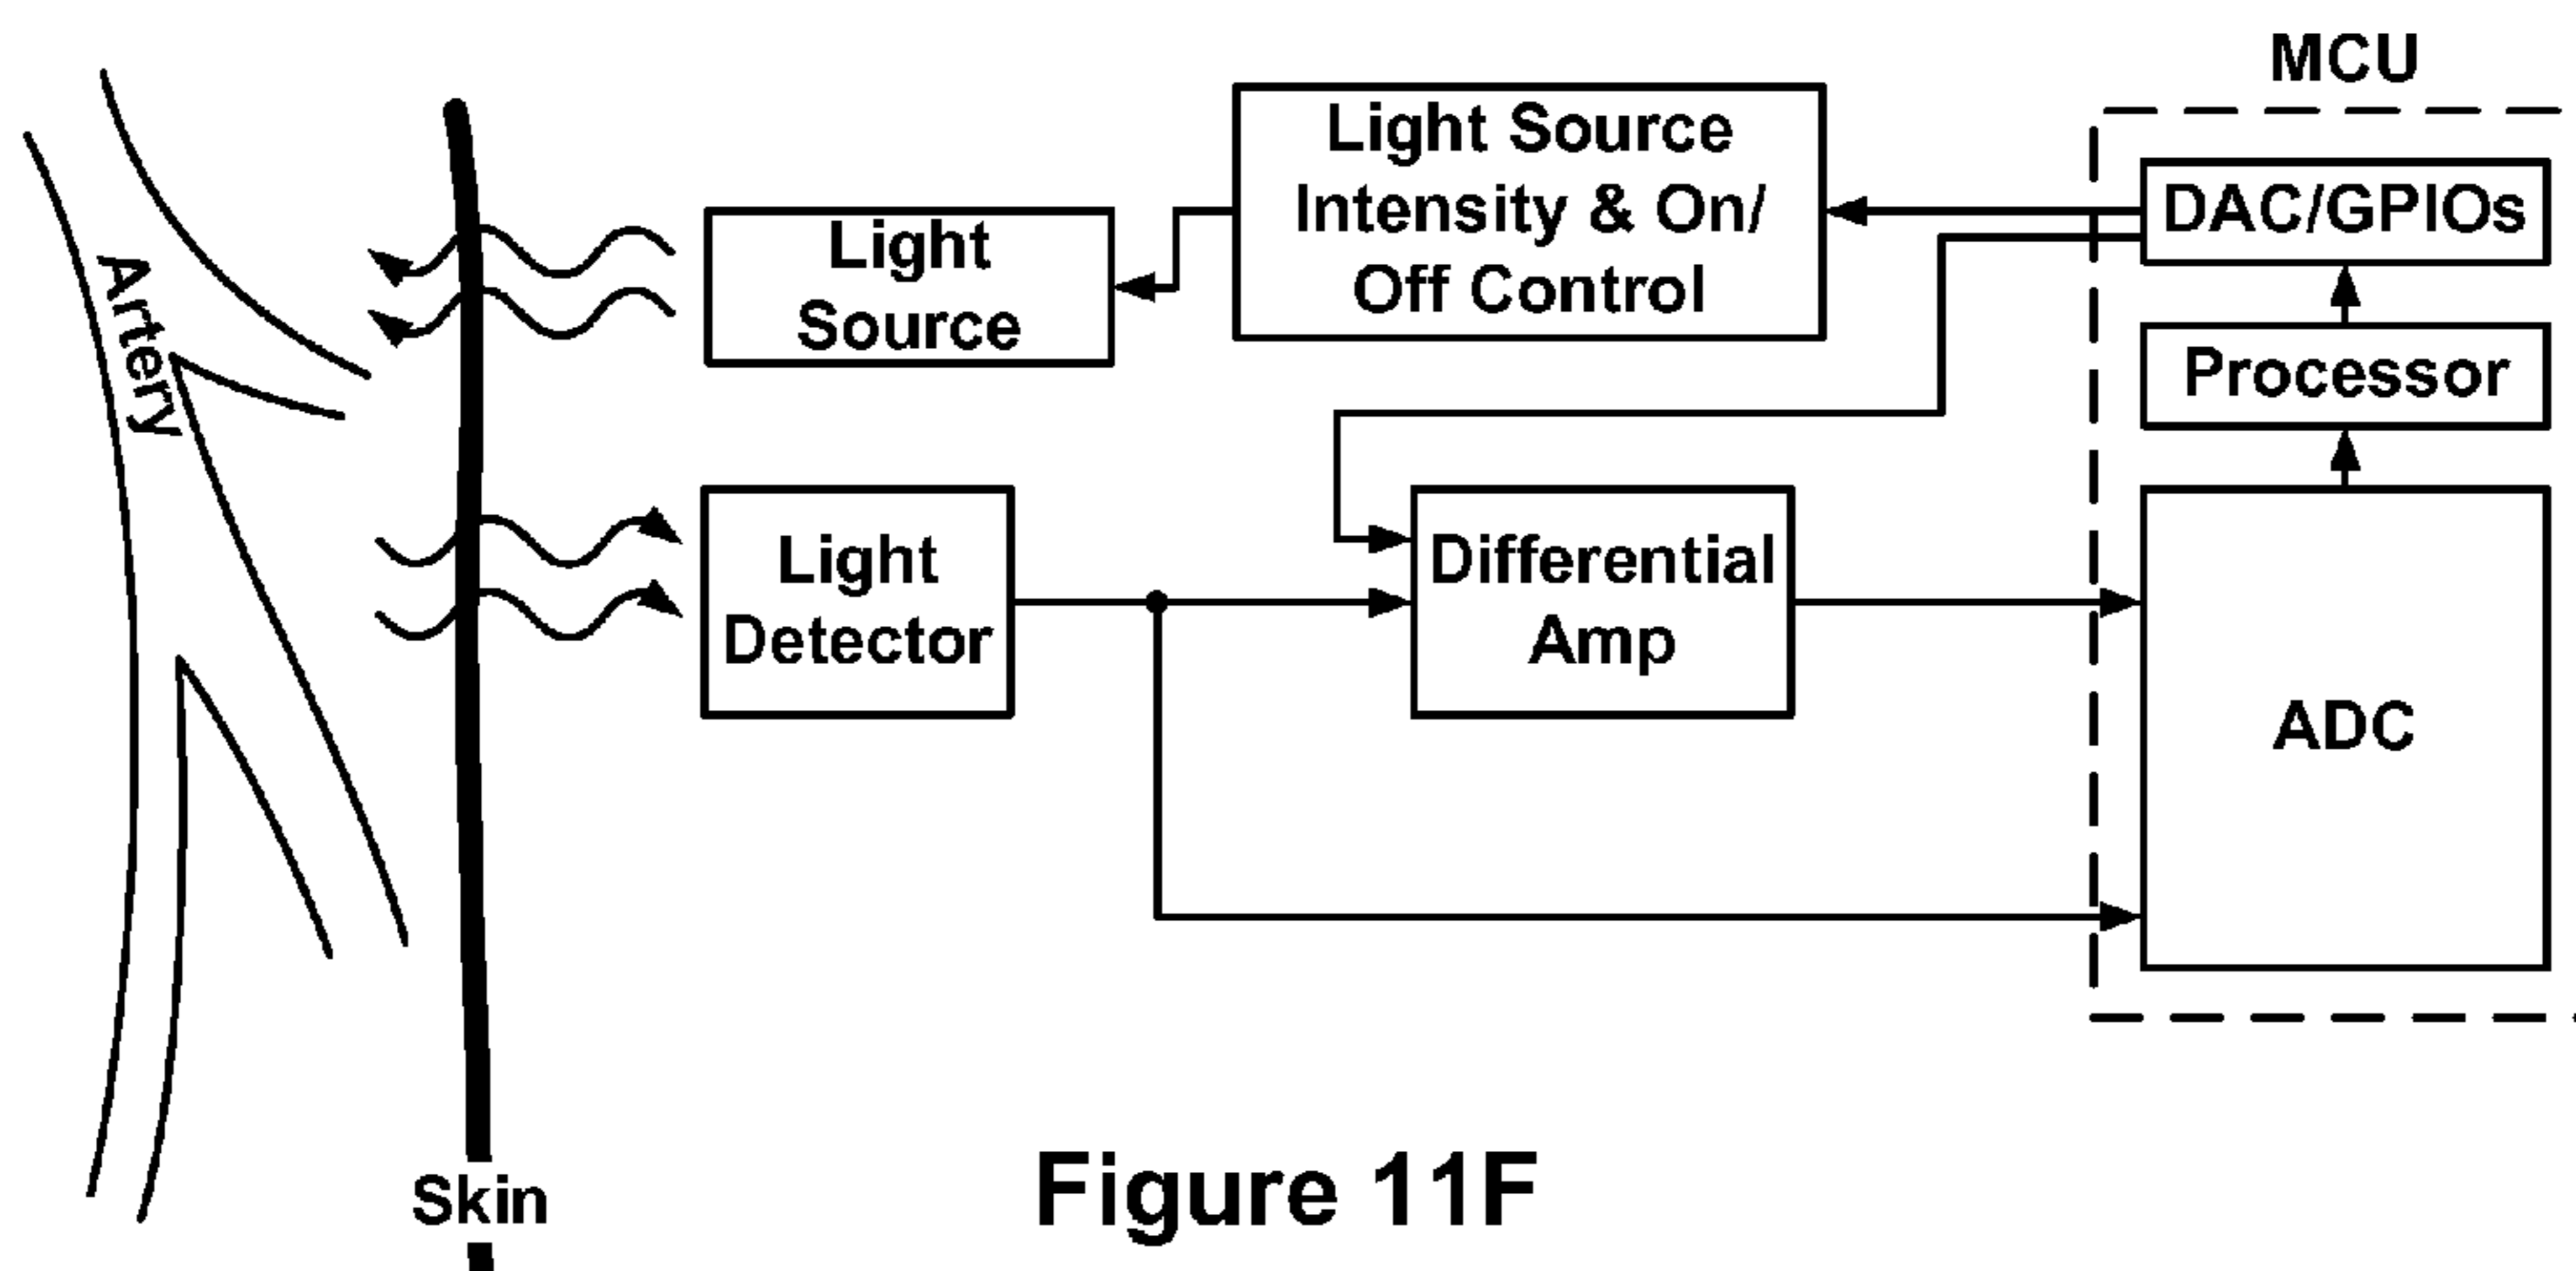 MCU
Light Source
Intensity & On/
Off Control
DAC/GPIOs
Light
Source
Artery
Processor
Light
Detector
Differential
Amp
ADC
Skin
Figure 11F